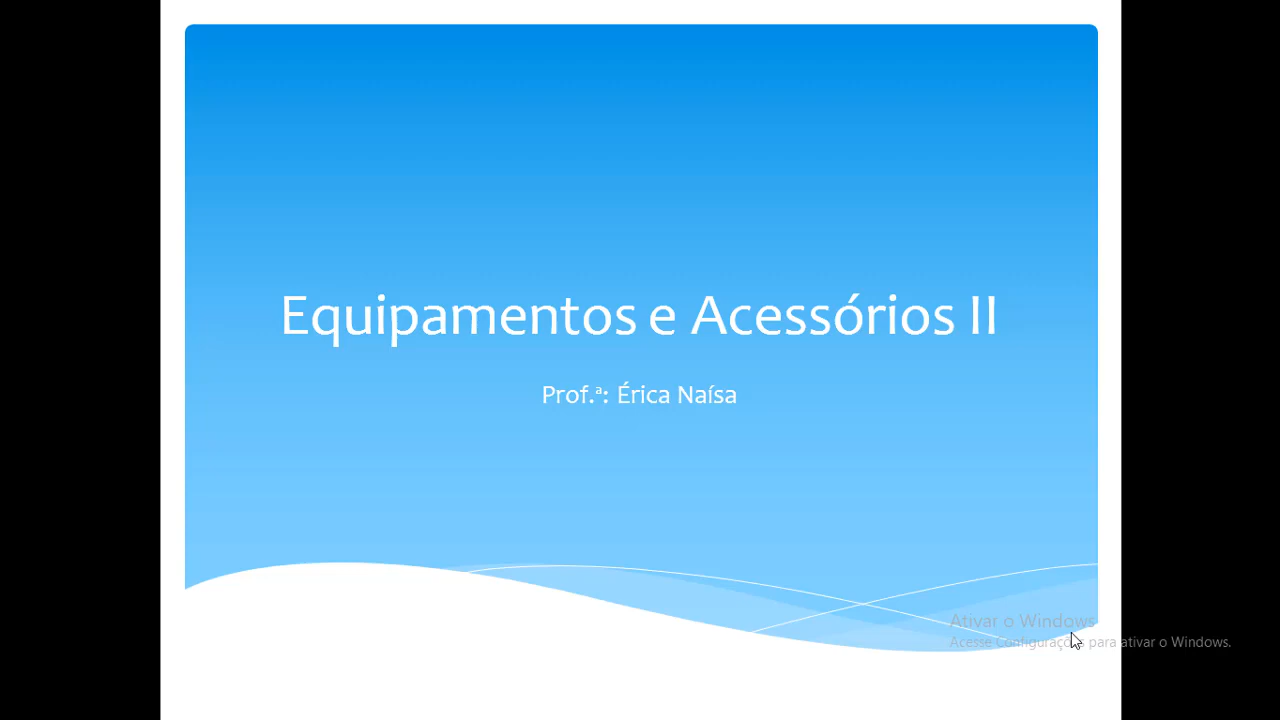 Equipamentos e Acessórios II
Prof.ª: Érica Naísa
Ativar o Windows
Acesse Configurações para ativar o Windows.